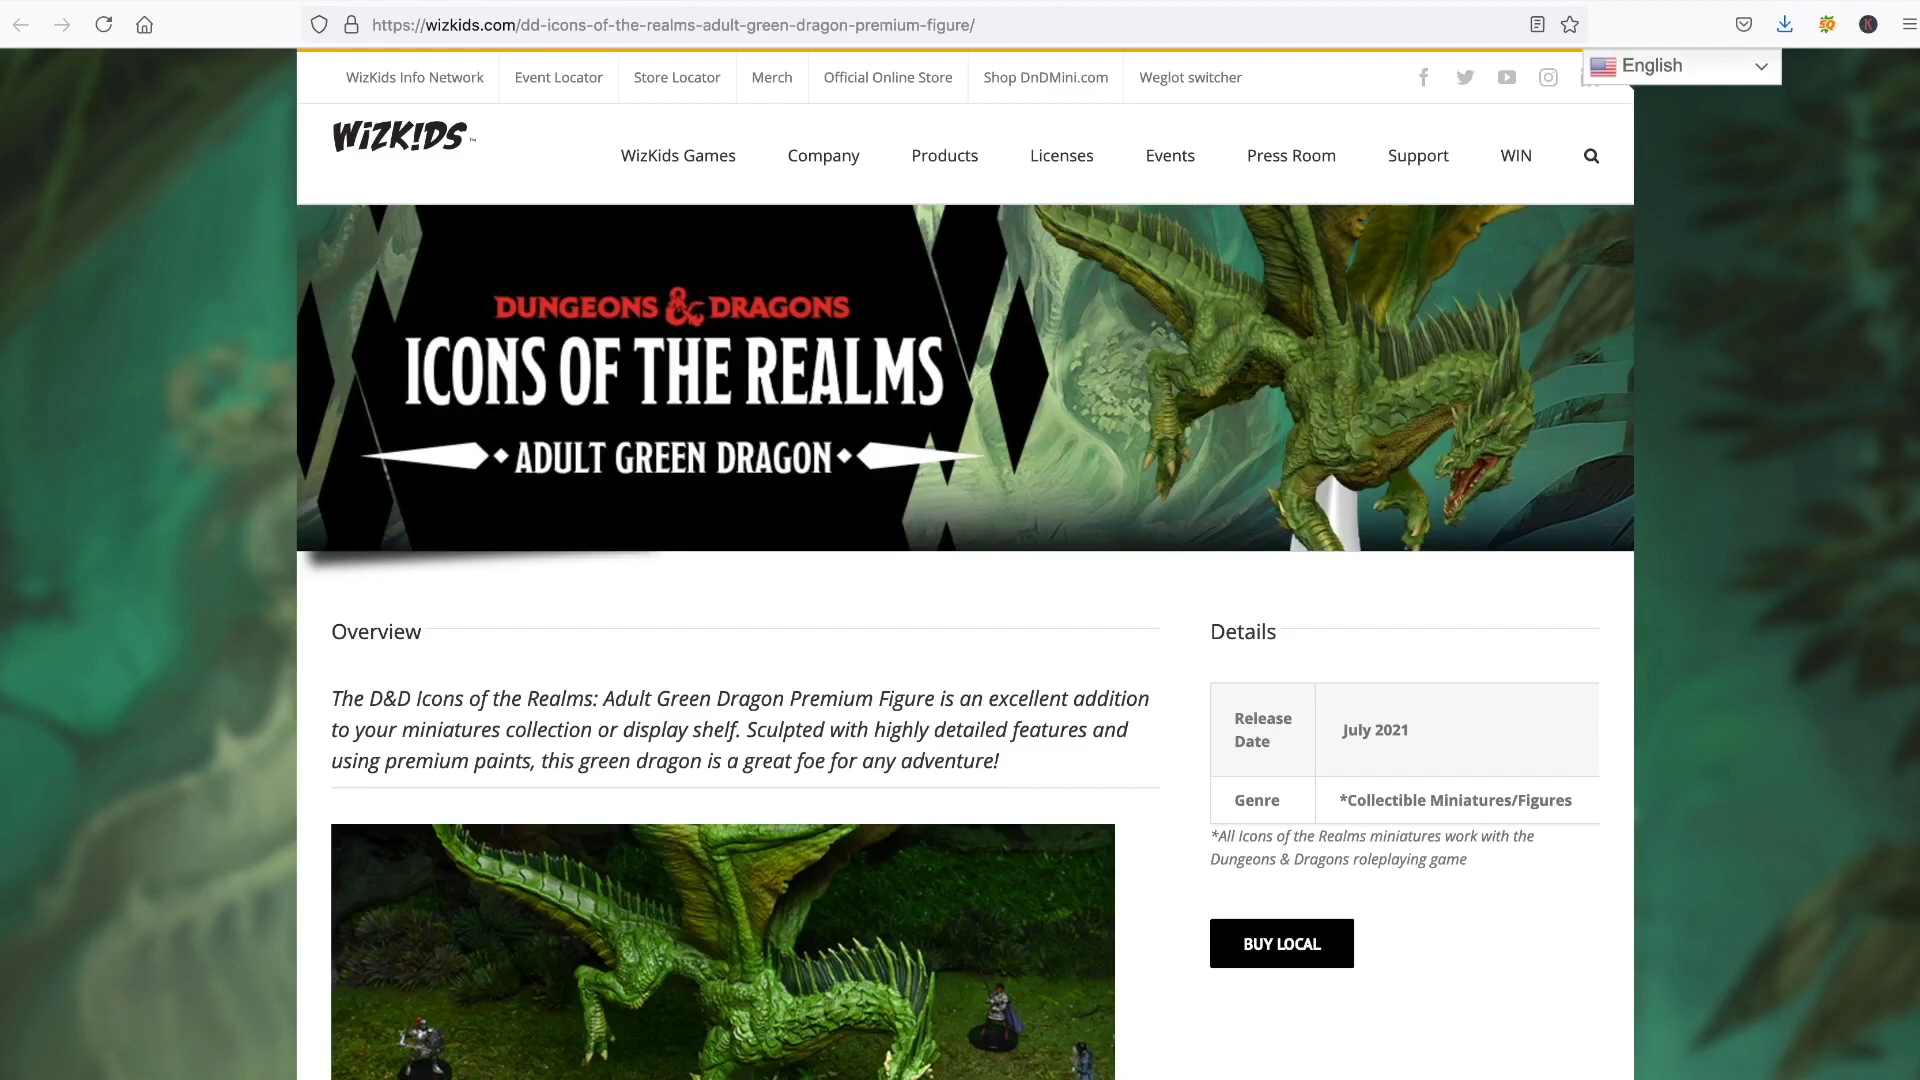 https://wizkids.com/dd-icons-of-the-realms-adult-green-dragon-premium-figure/
English
WizKids Info Network
Event Locator
Store Locator
Merch
Official Online Store
Shop DnDMini.com
Weglot switcher
WIZK!DS™
WizKids Games
Company
Products
Licenses
Events
Press Room
Support
WIN
DUNGEONS & DRAGONS
ICONS OF THE REALMS
ADULT GREEN DRAGON
Overview
The D&D Icons of the Realms: Adult Green Dragon Premium Figure is an excellent addition
to your miniatures collection or display shelf. Sculpted with highly detailed features and
using premium paints, this green dragon is a great foe for any adventure!
Details
Release
Date
July 2021
Genre
*Collectible Miniatures/Figures
*All Icons of the Realms miniatures work with the
Dungeons & Dragons roleplaying game
BUY LOCAL